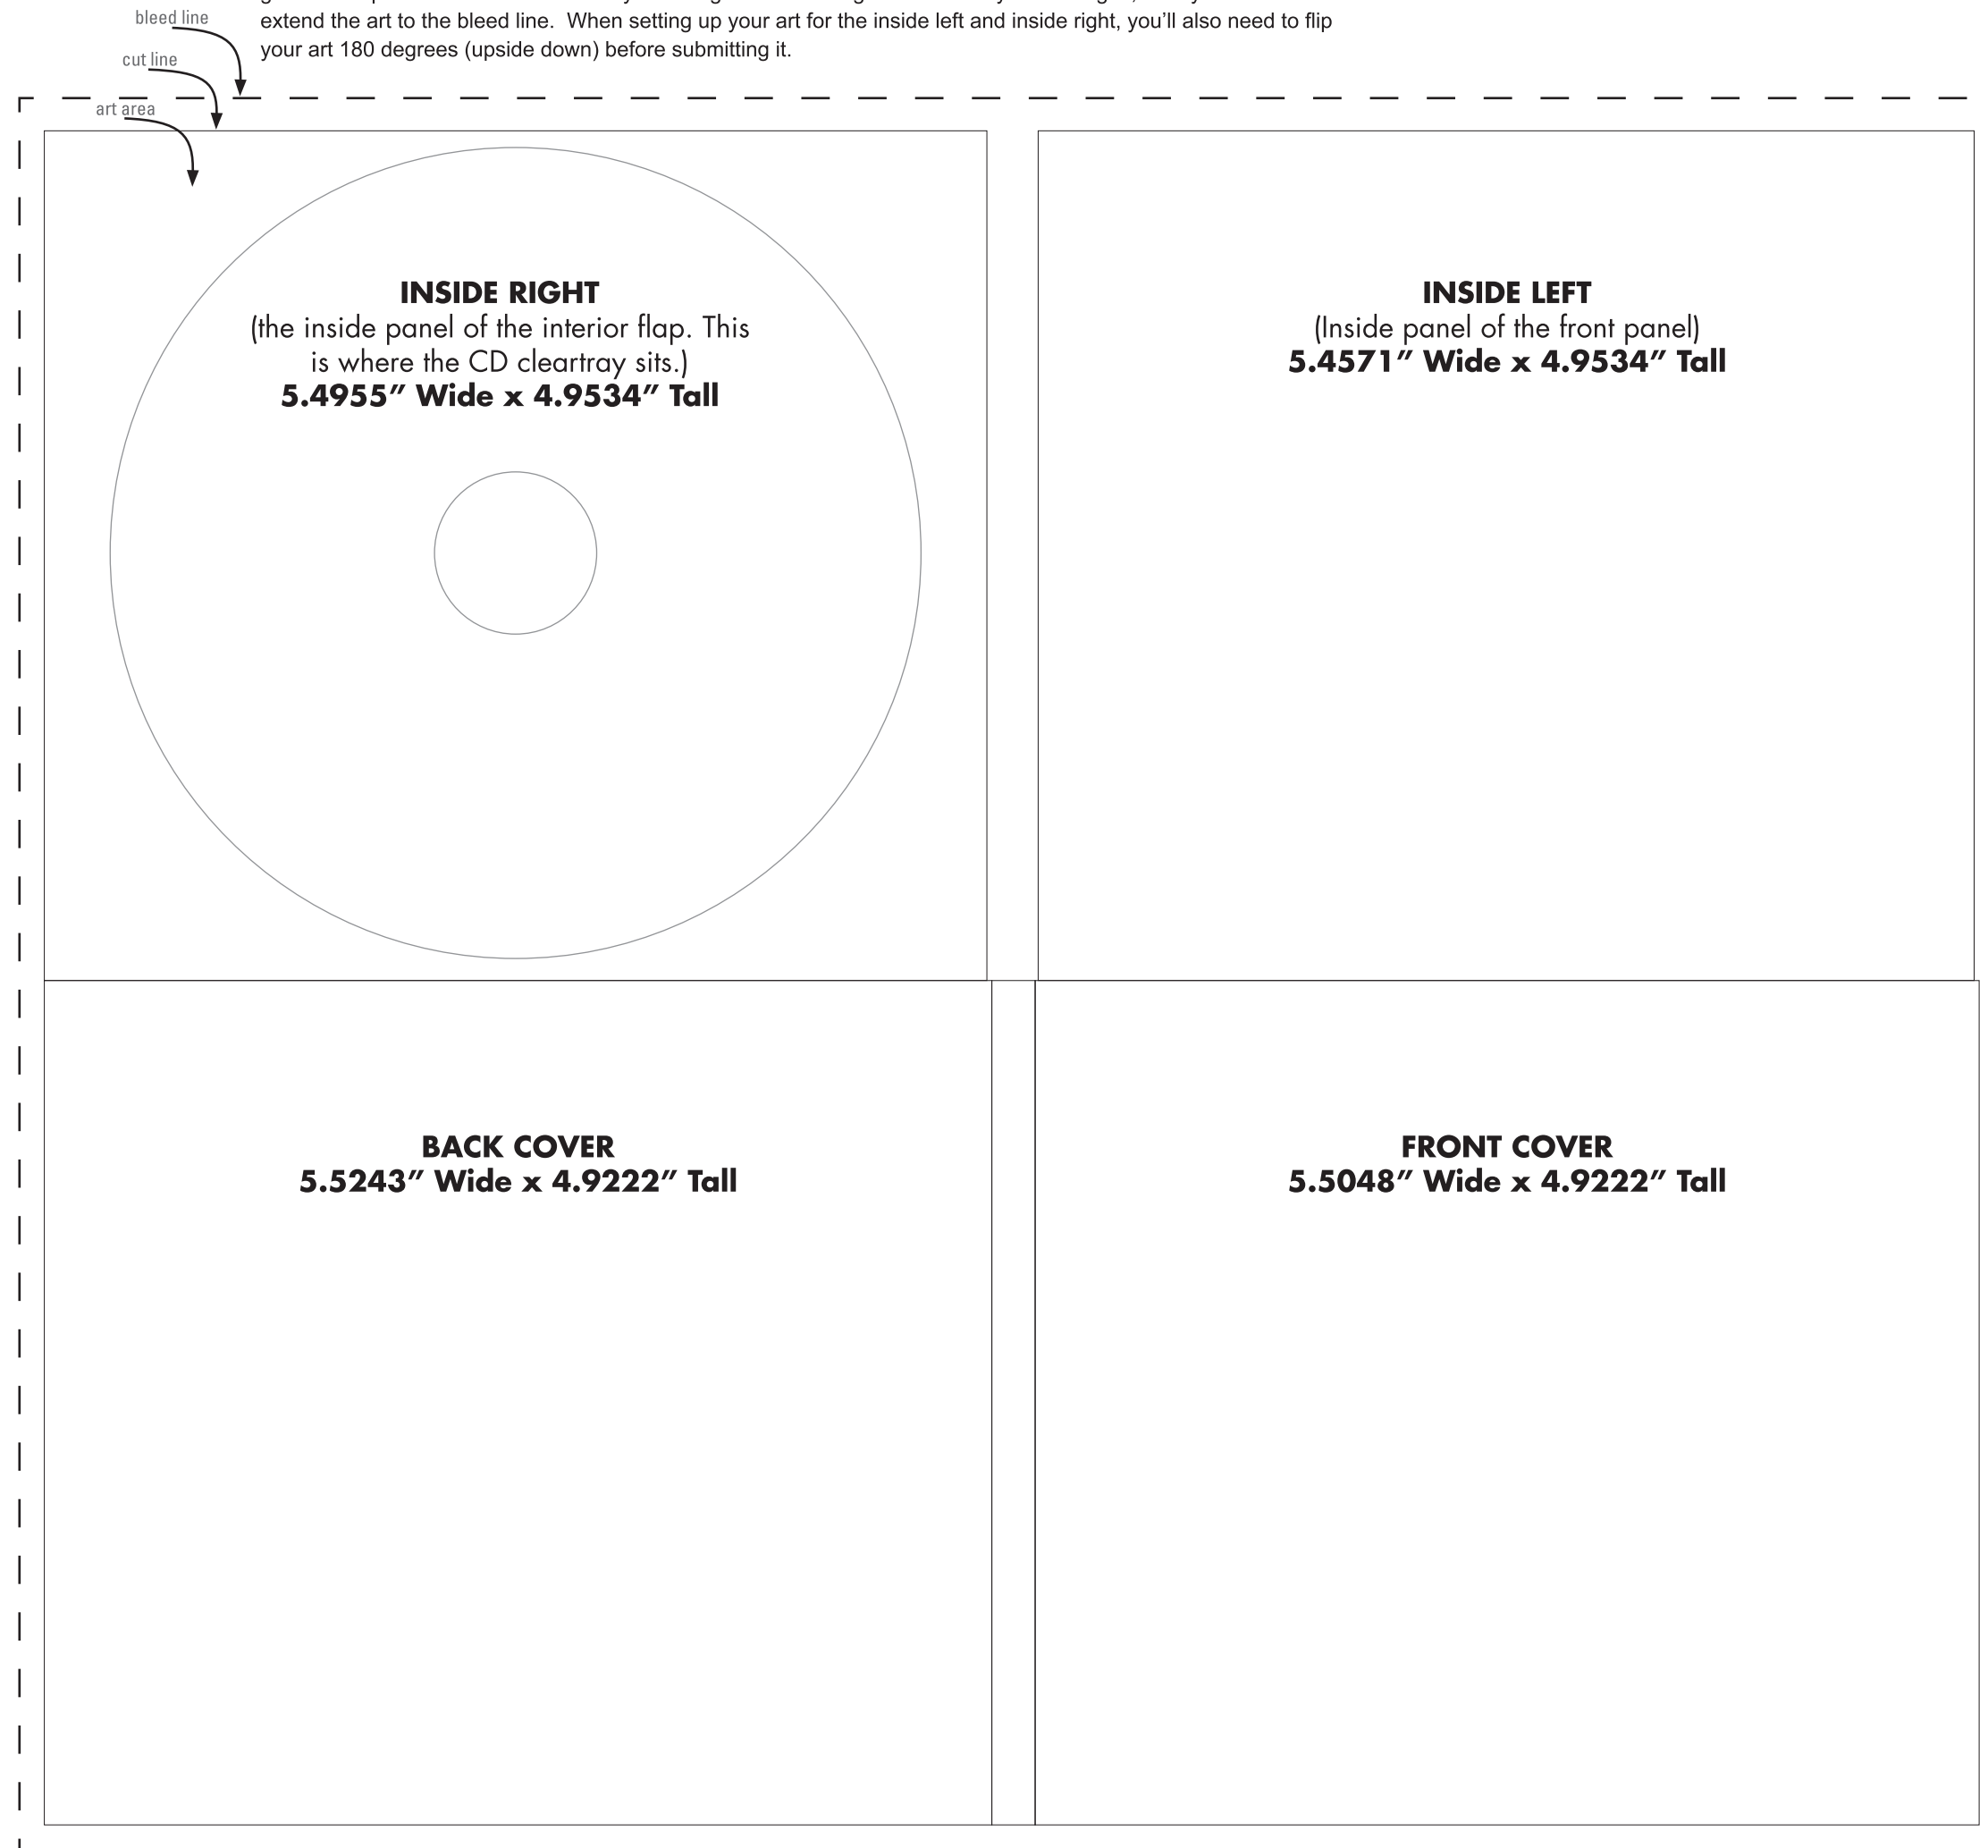 bleed line
extend the art to the bleed line.  When setting up your art for the inside left and inside right, you’ll also need to flip
your art 180 degrees (upside down) before submitting it.
cut line
art area
INSIDE RIGHT
(the inside panel of the interior flap. This
is where the CD cleartray sits.)
5.4955″ Wide x 4.9534″ Tall
INSIDE LEFT
(Inside panel of the front panel)
5.4571″ Wide x 4.9534″ Tall
BACK COVER
5.5243″ Wide x 4.9222″ Tall
FRONT COVER
5.5048″ Wide x 4.9222″ Tall